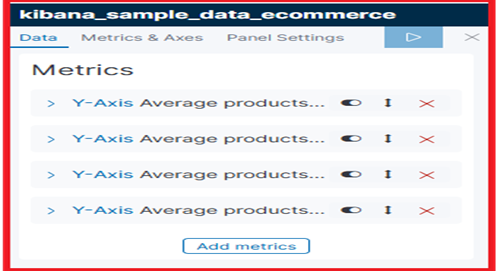 kibana_sample_data_ecommerce
Data Metrics & Axes Panel Settings
Metrics
Y-Axis Average products...
Y-Axis Average products...
Y-Axis Average products...
Y-Axis Average products...
Add metrics